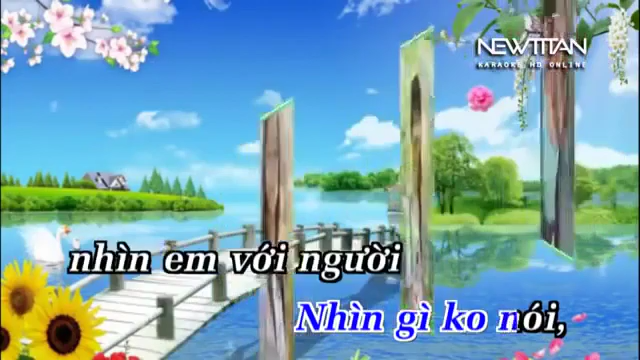 NEWTITAN
KARAOKE HD ONLINE
nhìn em với người
Nhìn gì ko nói,